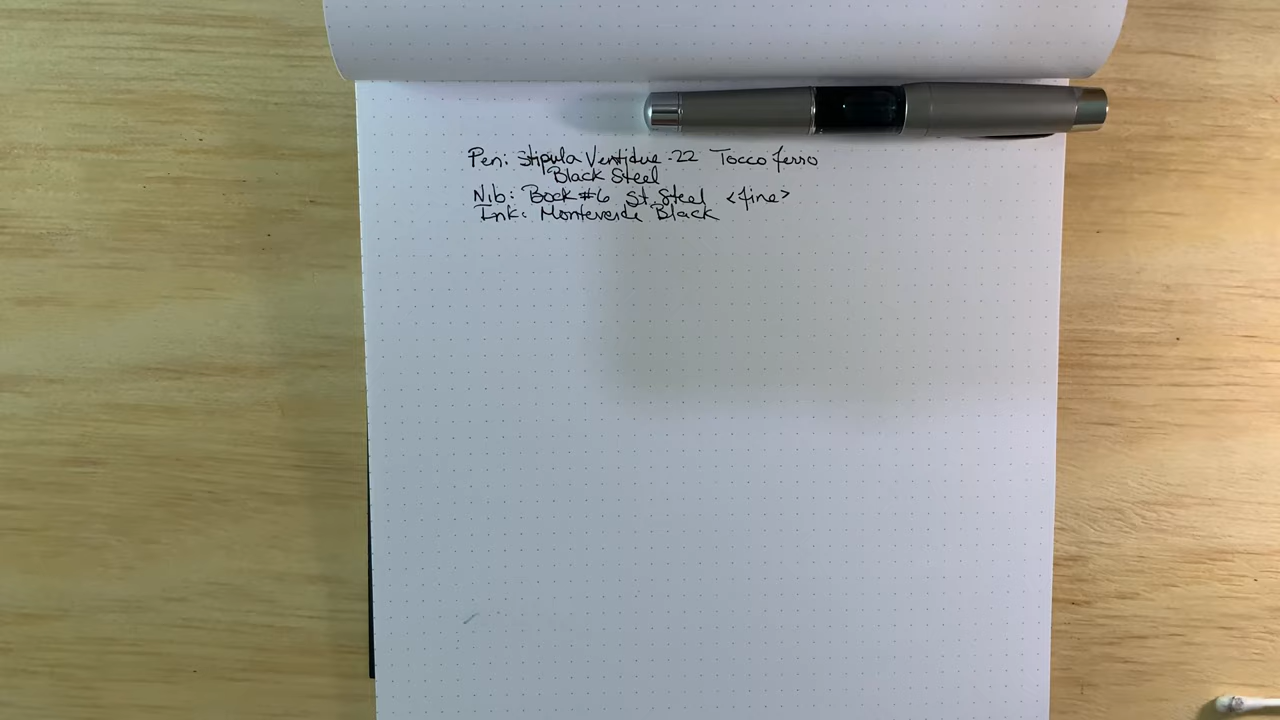 Pen: Stipula Ventidue -22 Tocco ferro
Black Steel
Nib: Bock #6 St. Steel <fine>
Ink: Monteverde Black